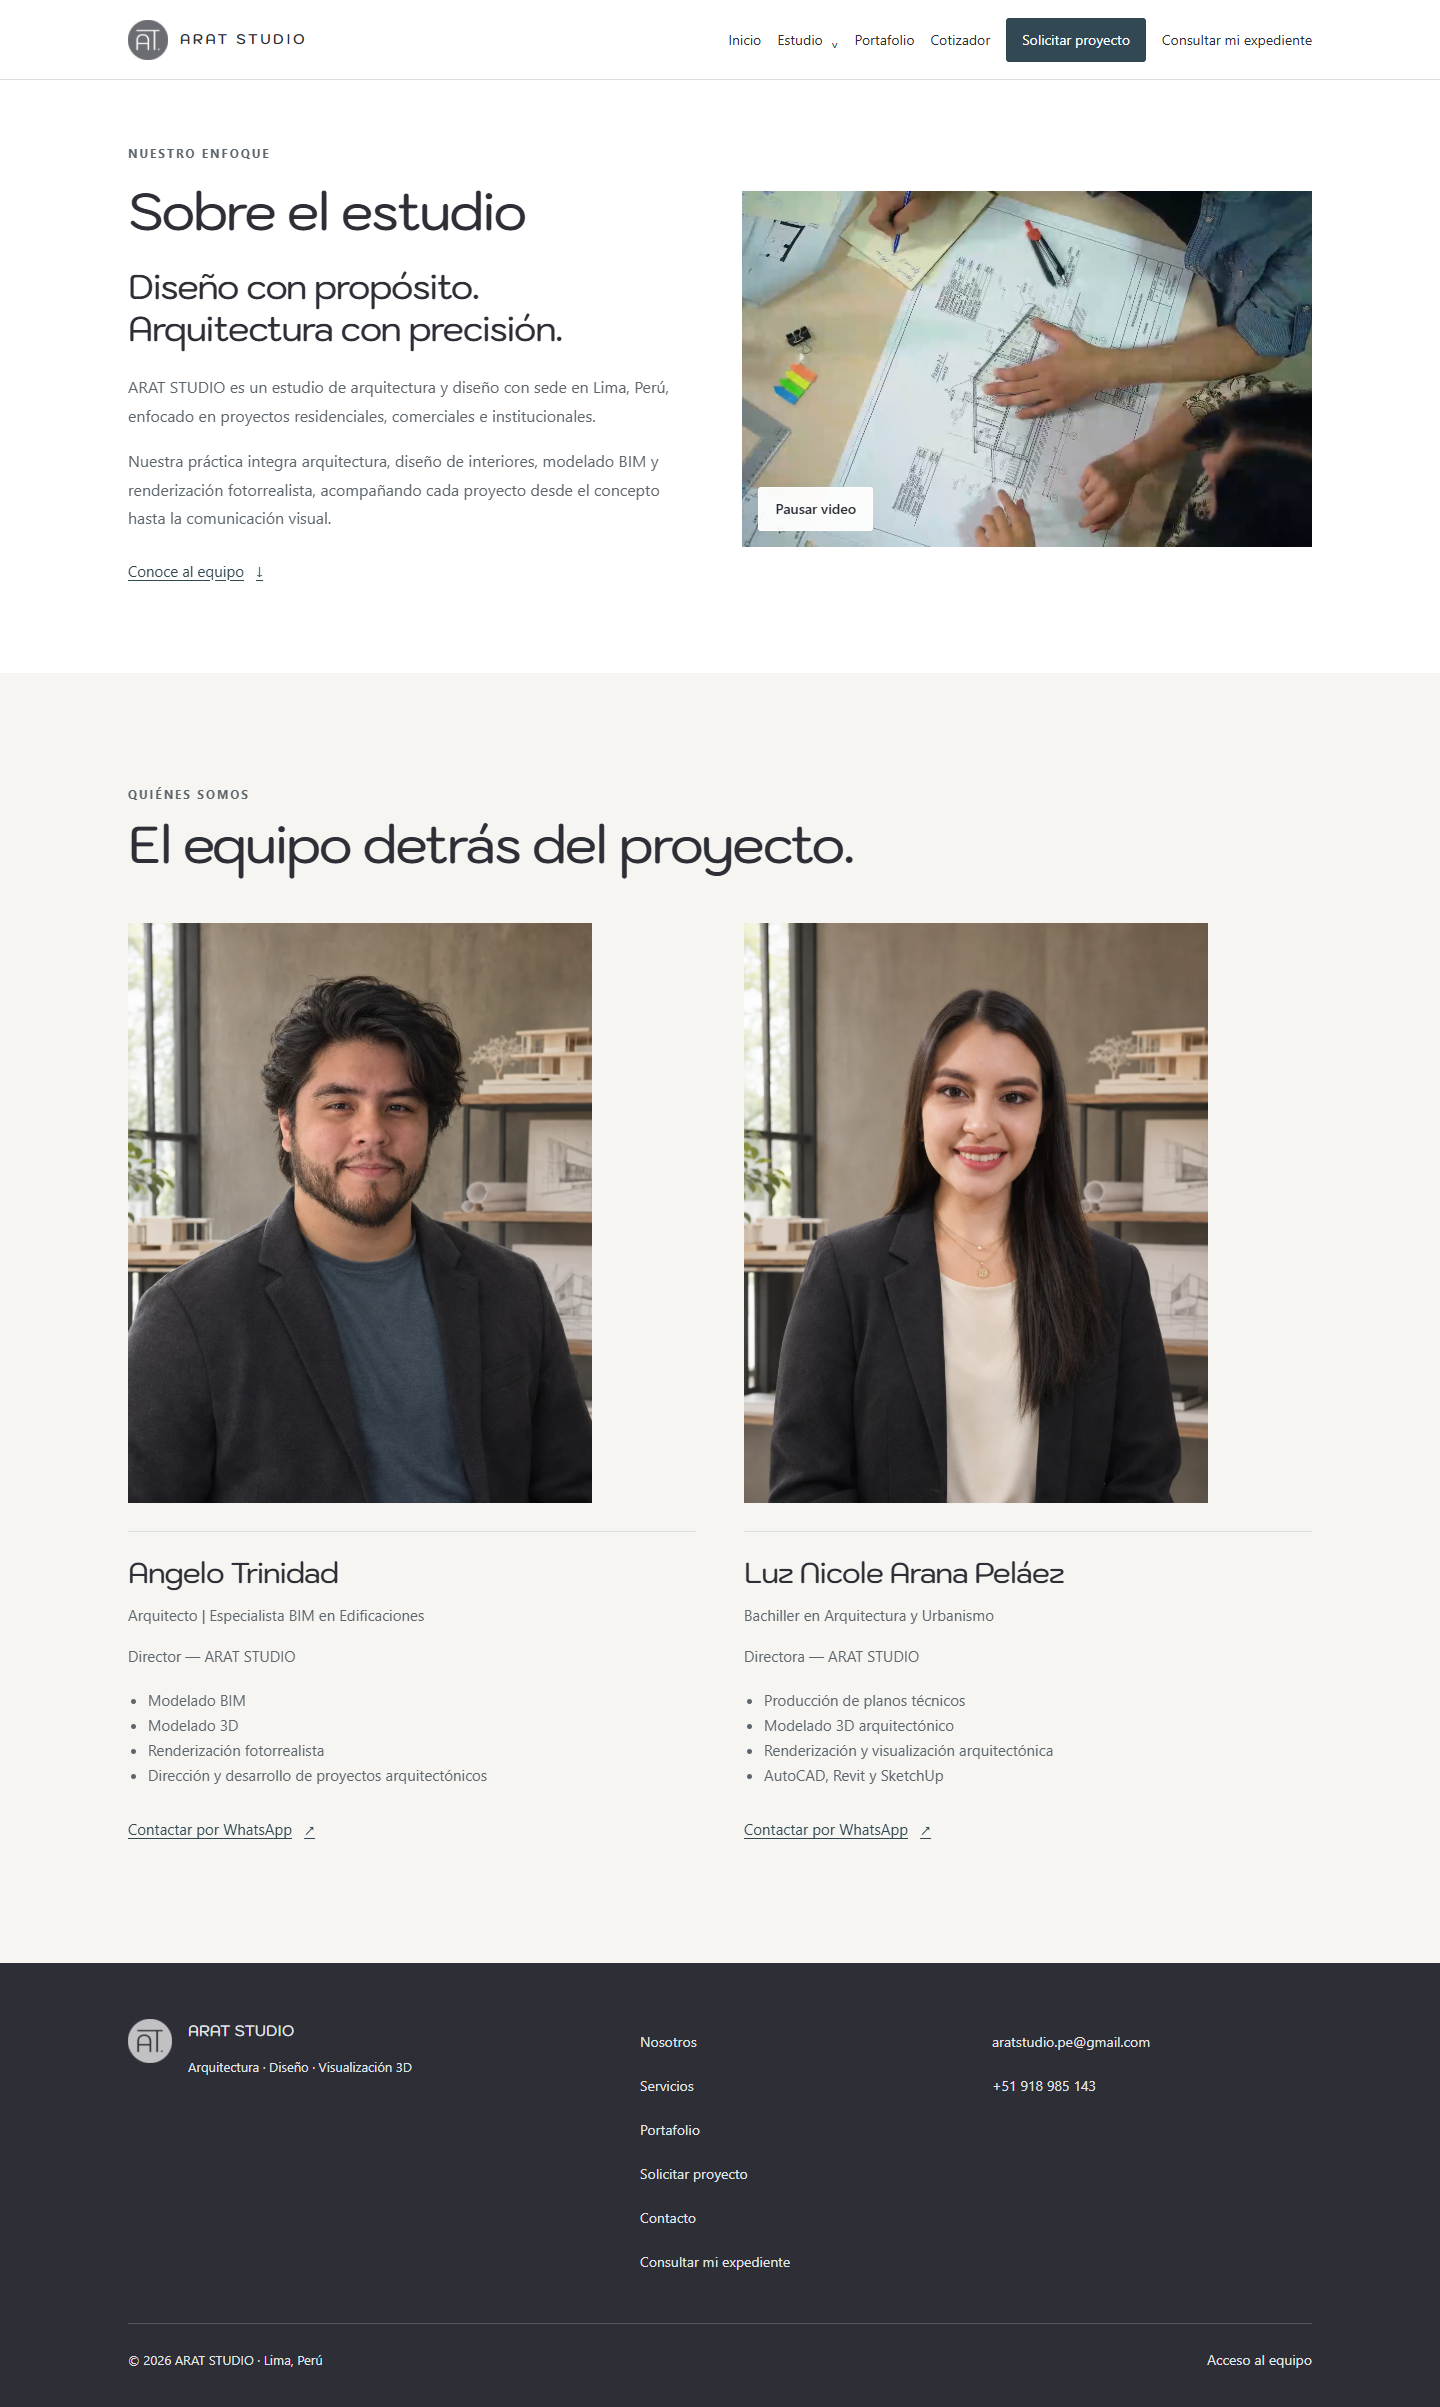 AT.
ARAT STUDIO
Inicio
Estudio v
Portafolio
Cotizador
Solicitar proyecto
Consultar mi expediente
NUESTRO ENFOQUE
Sobre el estudio
Diseño con propósito.
Arquitectura con precisión.
ARAT STUDIO es un estudio de arquitectura y diseño con sede en Lima, Perú,
enfocado en proyectos residenciales, comerciales e institucionales.
Nuestra práctica integra arquitectura, diseño de interiores, modelado BIM y
renderización fotorrealista, acompañando cada proyecto desde el concepto
hasta la comunicación visual.
Conoce al equipo ↓
Pausar video
QUIÉNES SOMOS
El equipo detrás del proyecto.
Angelo Trinidad
Arquitecto | Especialista BIM en Edificaciones
Director — ARAT STUDIO
• Modelado BIM
• Modelado 3D
• Renderización fotorrealista
• Dirección y desarrollo de proyectos arquitectónicos
Contactar por WhatsApp ↗
Luz Nicole Arana Peláez
Bachiller en Arquitectura y Urbanismo
Directora — ARAT STUDIO
• Producción de planos técnicos
• Modelado 3D arquitectónico
• Renderización y visualización arquitectónica
• AutoCAD, Revit y SketchUp
Contactar por WhatsApp ↗
AT.
ARAT STUDIO
Arquitectura · Diseño · Visualización 3D
Nosotros
Servicios
Portafolio
Solicitar proyecto
Contacto
Consultar mi expediente
aratstudio.pe@gmail.com
+51 918 985 143
© 2026 ARAT STUDIO · Lima, Perú
Acceso al equipo